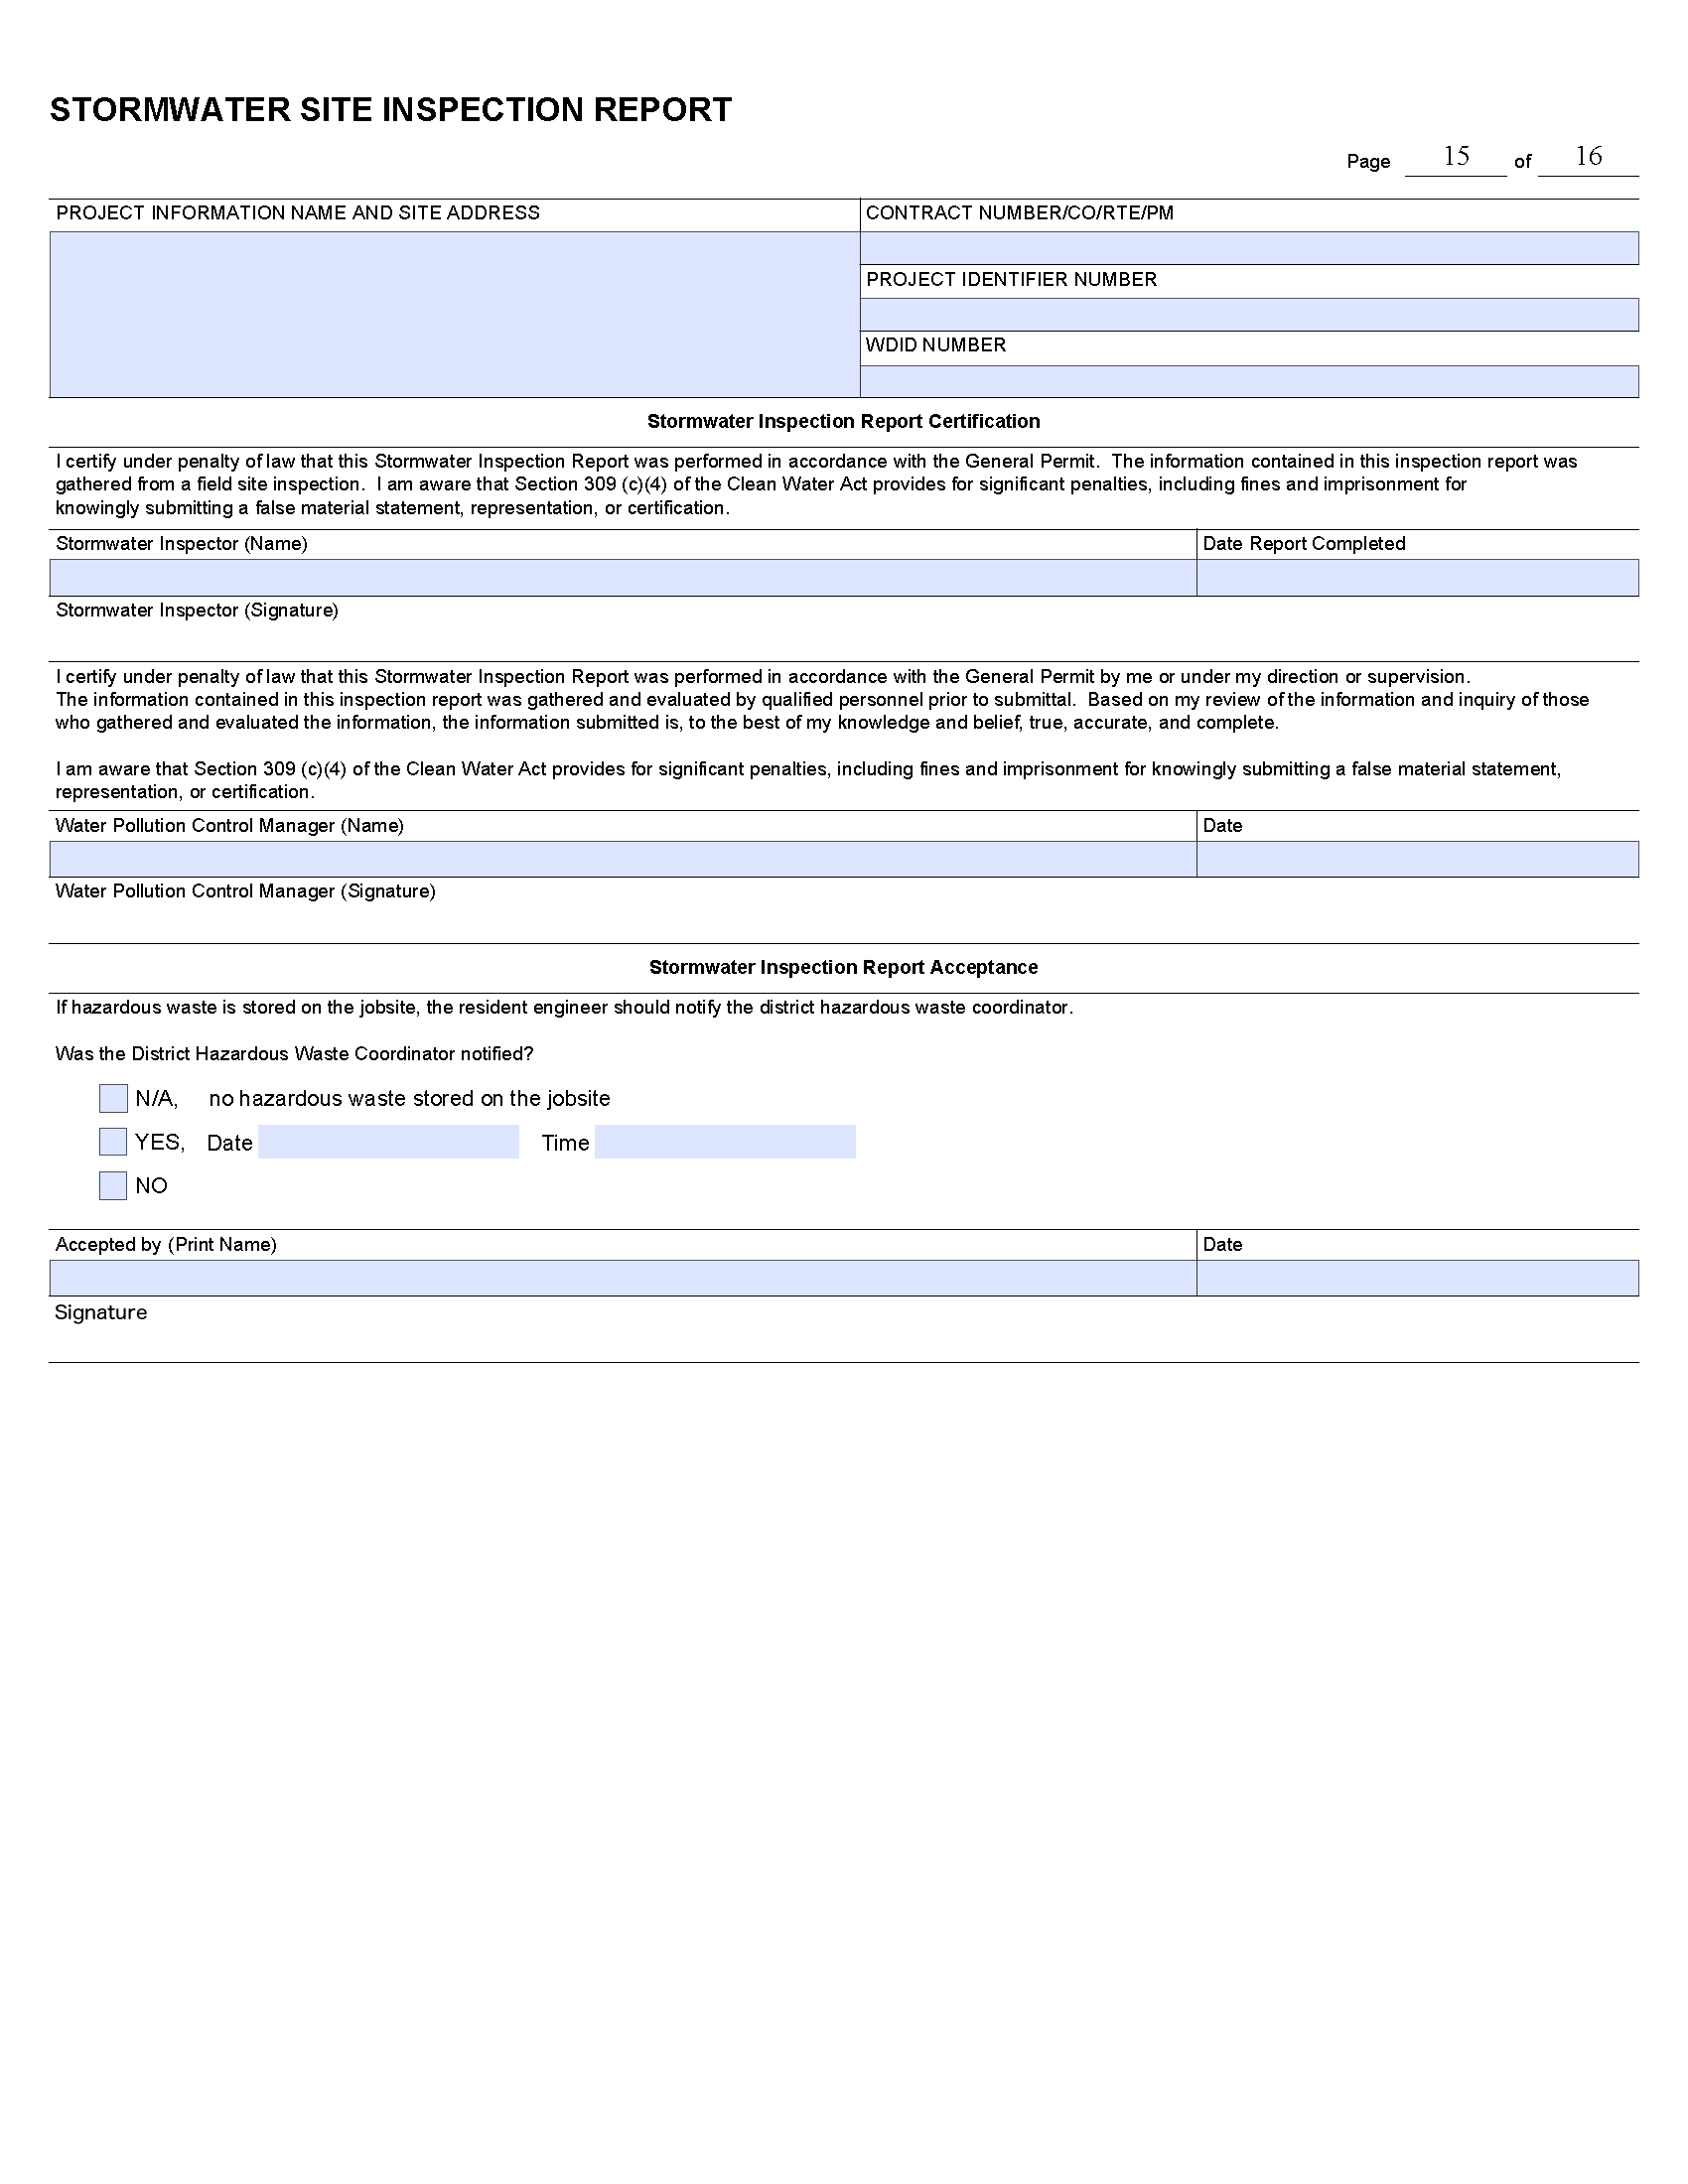 STORMWATER SITE INSPECTION REPORT
Page 15 of 16
PROJECT INFORMATION NAME AND SITE ADDRESS
CONTRACT NUMBER/CO/RTE/PM
PROJECT IDENTIFIER NUMBER
WDID NUMBER
Stormwater Inspection Report Certification
I certify under penalty of law that this Stormwater Inspection Report was performed in accordance with the General Permit.  The information contained in this inspection report was
gathered from a field site inspection.  I am aware that Section 309 (c)(4) of the Clean Water Act provides for significant penalties, including fines and imprisonment for
knowingly submitting a false material statement, representation, or certification.
Stormwater Inspector (Name)
Date Report Completed
Stormwater Inspector (Signature)
I certify under penalty of law that this Stormwater Inspection Report was performed in accordance with the General Permit by me or under my direction or supervision.
The information contained in this inspection report was gathered and evaluated by qualified personnel prior to submittal.  Based on my review of the information and inquiry of those
who gathered and evaluated the information, the information submitted is, to the best of my knowledge and belief, true, accurate, and complete.
I am aware that Section 309 (c)(4) of the Clean Water Act provides for significant penalties, including fines and imprisonment for knowingly submitting a false material statement,
representation, or certification.
Water Pollution Control Manager (Name)
Date
Water Pollution Control Manager (Signature)
Stormwater Inspection Report Acceptance
If hazardous waste is stored on the jobsite, the resident engineer should notify the district hazardous waste coordinator.
Was the District Hazardous Waste Coordinator notified?
N/A, no hazardous waste stored on the jobsite
YES, Date Time
NO
Accepted by (Print Name)
Date
Signature